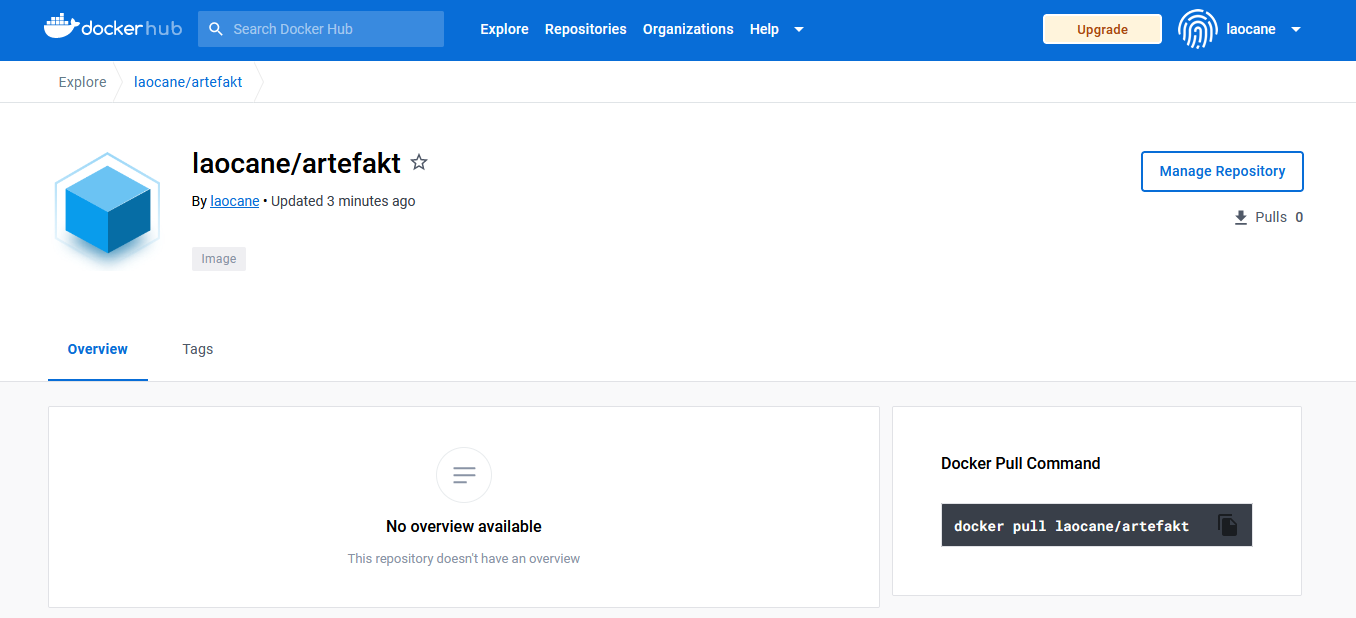 dockerhub
Search Docker Hub
Explore Repositories Organizations Help
Upgrade
laocane
Explore
laocane/artefakt
laocane/artefakt
By laocane • Updated 3 minutes ago
Manage Repository
Pulls 0
Image
Overview
Tags
No overview available
This repository doesn't have an overview
Docker Pull Command
docker pull laocane/artefakt